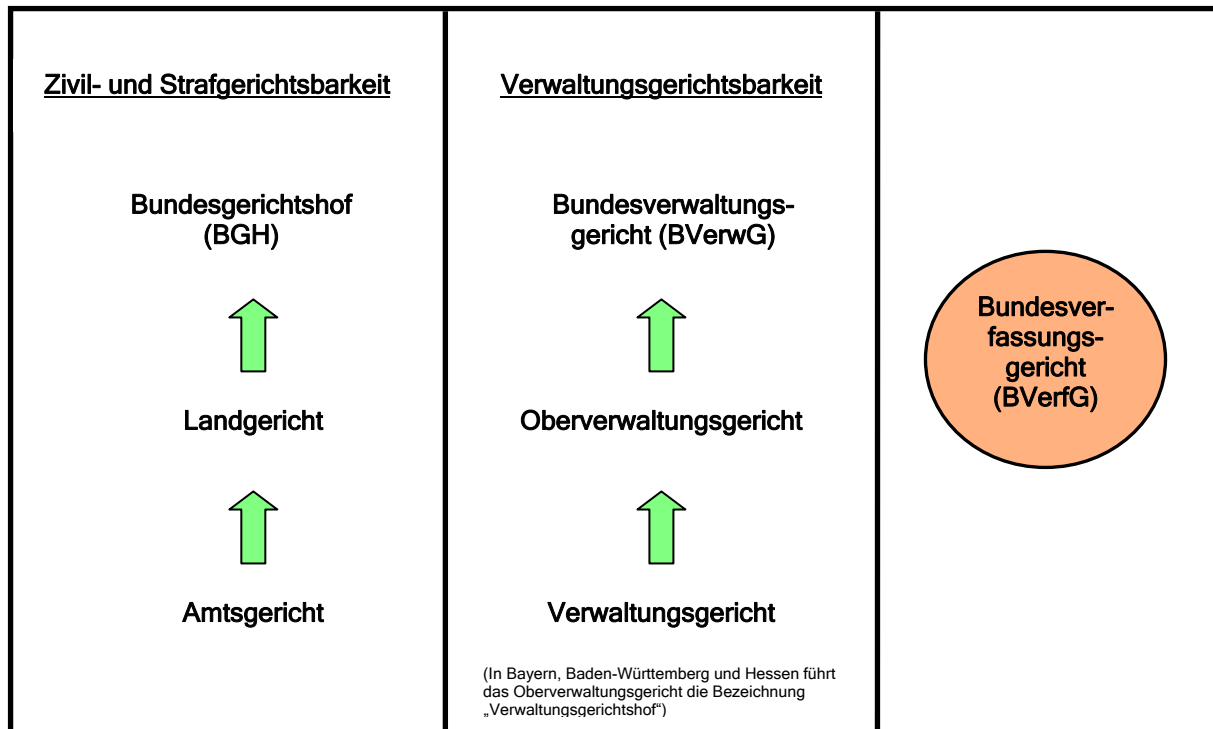 Zivil- und Strafgerichtsbarkeit
Bundesgerichtshof
(BGH)
Landgericht
Amtsgericht
Verwaltungsgerichtsbarkeit
Bundesverwaltungs-
gericht (BVerwG)
Oberverwaltungsgericht
Verwaltungsgericht
(In Bayern, Baden-Württemberg und Hessen führt
das Oberverwaltungsgericht die Bezeichnung
„Verwaltungsgerichtshof“)
Bundesver-
fassungs-
gericht
(BVerfG)